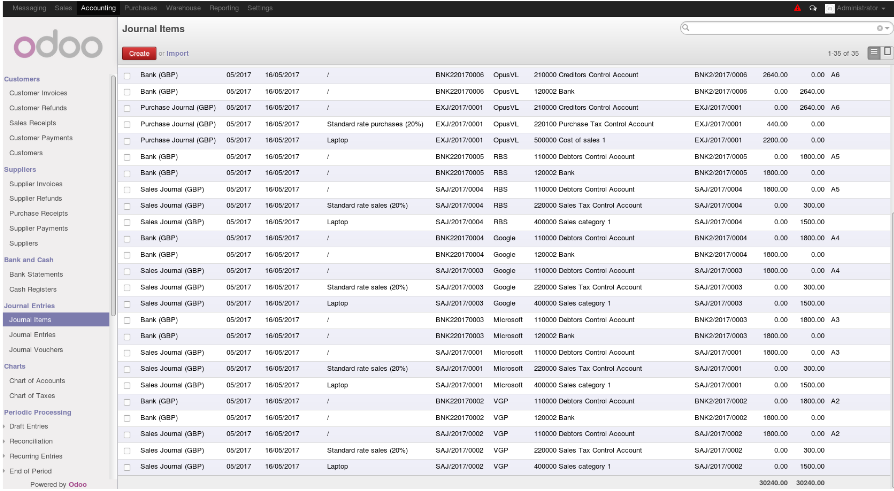 Messaging Sales Accounting Purchases Warehouse Reporting Settings Administrator
odoo
Journal Items
Create or Import 1-35 of 35
Customers
Customer Invoices
Customer Refunds
Sales Receipts
Customer Payments
Customers
Suppliers
Supplier Invoices
Supplier Refunds
Purchase Receipts
Supplier Payments
Suppliers
Bank and Cash
Bank Statements
Cash Registers
Journal Entries
Journal Items
Journal Entries
Journal Vouchers
Charts
Chart of Accounts
Chart of Taxes
Periodic Processing
Draft Entries
Reconciliation
Recurring Entries
End of Period
Powered by Odoo
Bank (GBP) 05/2017 16/05/2017 / BNK220170006 OpusVL 210000 Creditors Control Account BNK2/2017/0006 2640.00 0.00 A6
Bank (GBP) 05/2017 16/05/2017 / BNK220170006 OpusVL 120002 Bank BNK2/2017/0006 0.00 2640.00
Purchase Journal (GBP) 05/2017 16/05/2017 / EXJ/2017/0001 OpusVL 210000 Creditors Control Account EXJ/2017/0001 0.00 2640.00 A6
Purchase Journal (GBP) 05/2017 16/05/2017 Standard rate purchases (20%) EXJ/2017/0001 OpusVL 220100 Purchase Tax Control Account EXJ/2017/0001 440.00 0.00
Purchase Journal (GBP) 05/2017 16/05/2017 Laptop EXJ/2017/0001 OpusVL 500000 Cost of sales 1 EXJ/2017/0001 2200.00 0.00
Bank (GBP) 05/2017 16/05/2017 / BNK220170005 RBS 110000 Debtors Control Account BNK2/2017/0005 0.00 1800.00 A5
Bank (GBP) 05/2017 16/05/2017 / BNK220170005 RBS 120002 Bank BNK2/2017/0005 1800.00 0.00
Sales Journal (GBP) 05/2017 16/05/2017 / SAJ/2017/0004 RBS 110000 Debtors Control Account SAJ/2017/0004 1800.00 0.00 A5
Sales Journal (GBP) 05/2017 16/05/2017 Standard rate sales (20%) SAJ/2017/0004 RBS 220000 Sales Tax Control Account SAJ/2017/0004 0.00 300.00
Sales Journal (GBP) 05/2017 16/05/2017 Laptop SAJ/2017/0004 RBS 400000 Sales category 1 SAJ/2017/0004 0.00 1500.00
Bank (GBP) 05/2017 16/05/2017 / BNK220170004 Google 110000 Debtors Control Account BNK2/2017/0004 0.00 1800.00 A4
Bank (GBP) 05/2017 16/05/2017 / BNK220170004 Google 120002 Bank BNK2/2017/0004 1800.00 0.00
Sales Journal (GBP) 05/2017 16/05/2017 / SAJ/2017/0003 Google 110000 Debtors Control Account SAJ/2017/0003 1800.00 0.00 A4
Sales Journal (GBP) 05/2017 16/05/2017 Standard rate sales (20%) SAJ/2017/0003 Google 220000 Sales Tax Control Account SAJ/2017/0003 0.00 300.00
Sales Journal (GBP) 05/2017 16/05/2017 Laptop SAJ/2017/0003 Google 400000 Sales category 1 SAJ/2017/0003 0.00 1500.00
Bank (GBP) 05/2017 16/05/2017 / BNK220170003 Microsoft 110000 Debtors Control Account BNK2/2017/0003 0.00 1800.00 A3
Bank (GBP) 05/2017 16/05/2017 / BNK220170003 Microsoft 120002 Bank BNK2/2017/0003 1800.00 0.00
Sales Journal (GBP) 05/2017 16/05/2017 / SAJ/2017/0001 Microsoft 110000 Debtors Control Account SAJ/2017/0001 1800.00 0.00 A3
Sales Journal (GBP) 05/2017 16/05/2017 Standard rate sales (20%) SAJ/2017/0001 Microsoft 220000 Sales Tax Control Account SAJ/2017/0001 0.00 300.00
Sales Journal (GBP) 05/2017 16/05/2017 Laptop SAJ/2017/0001 Microsoft 400000 Sales category 1 SAJ/2017/0001 0.00 1500.00
Bank (GBP) 05/2017 16/05/2017 / BNK220170002 VGP 110000 Debtors Control Account BNK2/2017/0002 0.00 1800.00 A2
Bank (GBP) 05/2017 16/05/2017 / BNK220170002 VGP 120002 Bank BNK2/2017/0002 1800.00 0.00
Sales Journal (GBP) 05/2017 16/05/2017 / SAJ/2017/0002 VGP 110000 Debtors Control Account SAJ/2017/0002 1800.00 0.00 A2
Sales Journal (GBP) 05/2017 16/05/2017 Standard rate sales (20%) SAJ/2017/0002 VGP 220000 Sales Tax Control Account SAJ/2017/0002 0.00 300.00
Sales Journal (GBP) 05/2017 16/05/2017 Laptop SAJ/2017/0002 VGP 400000 Sales category 1 SAJ/2017/0002 0.00 1500.00
30240.00 30240.00